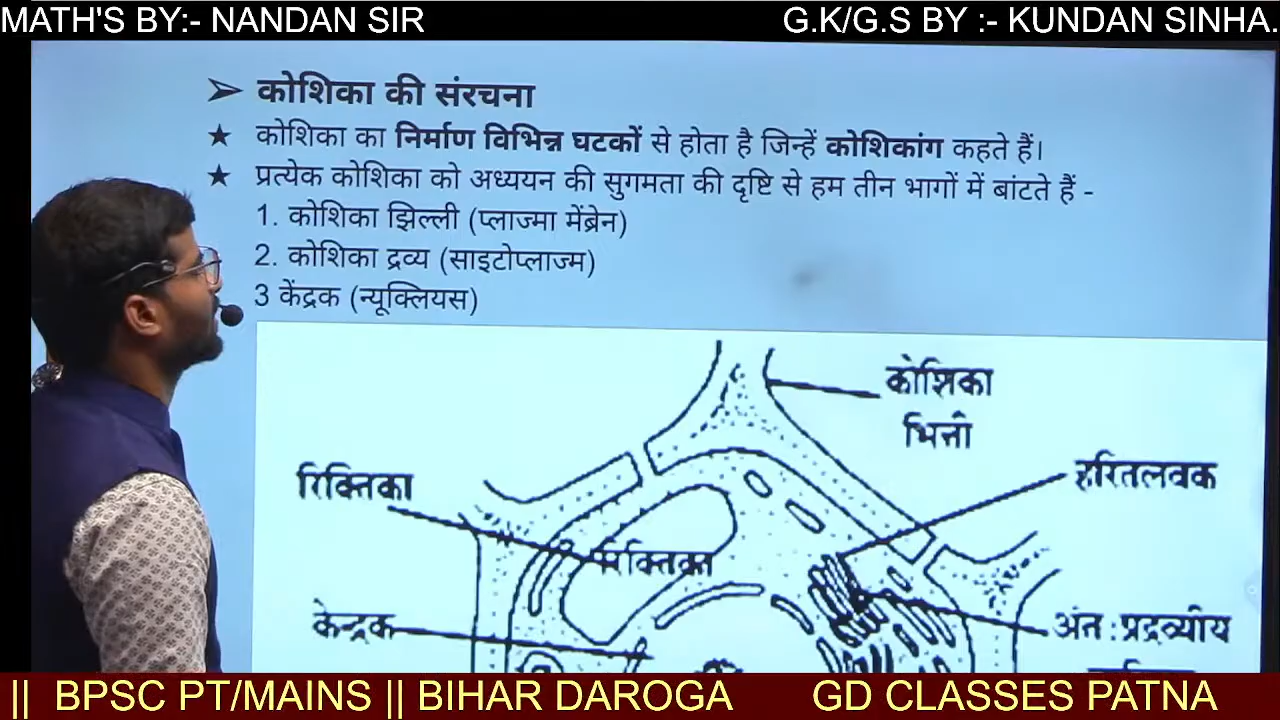 MATH'S BY:- NANDAN SIR
G.K/G.S BY :- KUNDAN SINHA.
➢ कोशिका की संरचना
★ कोशिका का निर्माण विभिन्न घटकों से होता है जिन्हें कोशिकांग कहते हैं।
★ प्रत्येक कोशिका को अध्ययन की सुगमता की दृष्टि से हम तीन भागों में बांटते हैं -
1. कोशिका झिल्ली (प्लाज्मा मेंब्रेन)
2. कोशिका द्रव्य (साइटोप्लाज्म)
3 केंद्रक (न्यूक्लियस)
कोशिका
भित्ती
रिक्तिका
हरितलवक
केन्द्रक
अंत:प्रद्रव्यीय
|| BPSC PT/MAINS || BIHAR DAROGA
GD CLASSES PATNA